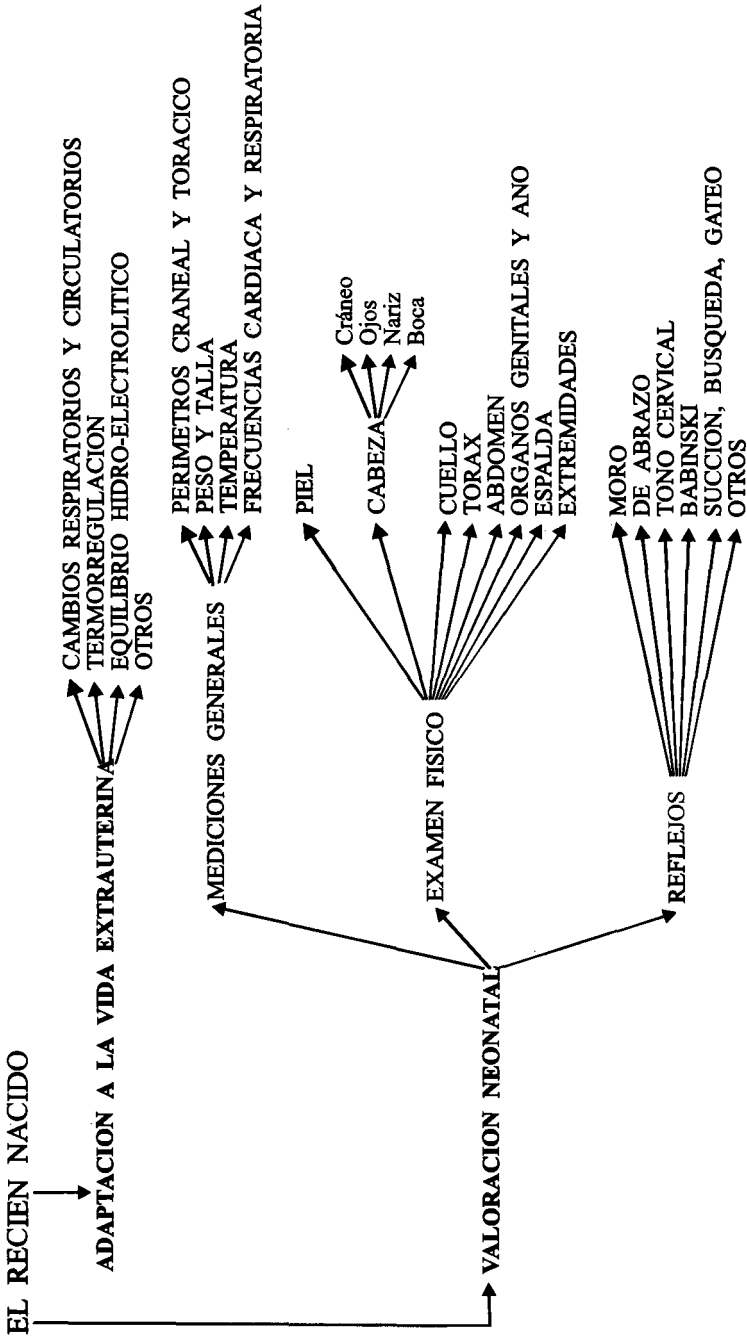 EL RECIEN NACIDO
ADAPTACION A LA VIDA EXTRAUTERINA
CAMBIOS RESPIRATORIOS Y CIRCULATORIOS
TERMORREGULACION
EQUILIBRIO HIDRO-ELECTROLITICO
OTROS
VALORACION NEONATAL
MEDICIONES GENERALES
PERIMETROS CRANEAL Y TORACICO
PESO Y TALLA
TEMPERATURA
FRECUENCIAS CARDIACA Y RESPIRATORIA
EXAMEN FISICO
PIEL
CABEZA
Cráneo
Ojos
Nariz
Boca
CUELLO
TORAX
ABDOMEN
ORGANOS GENITALES Y ANO
ESPALDA
EXTREMIDADES
REFLEJOS
MORO
DE ABRAZO
TONO CERVICAL
BABINSKI
SUCCION, BUSQUEDA, GATEO
OTROS